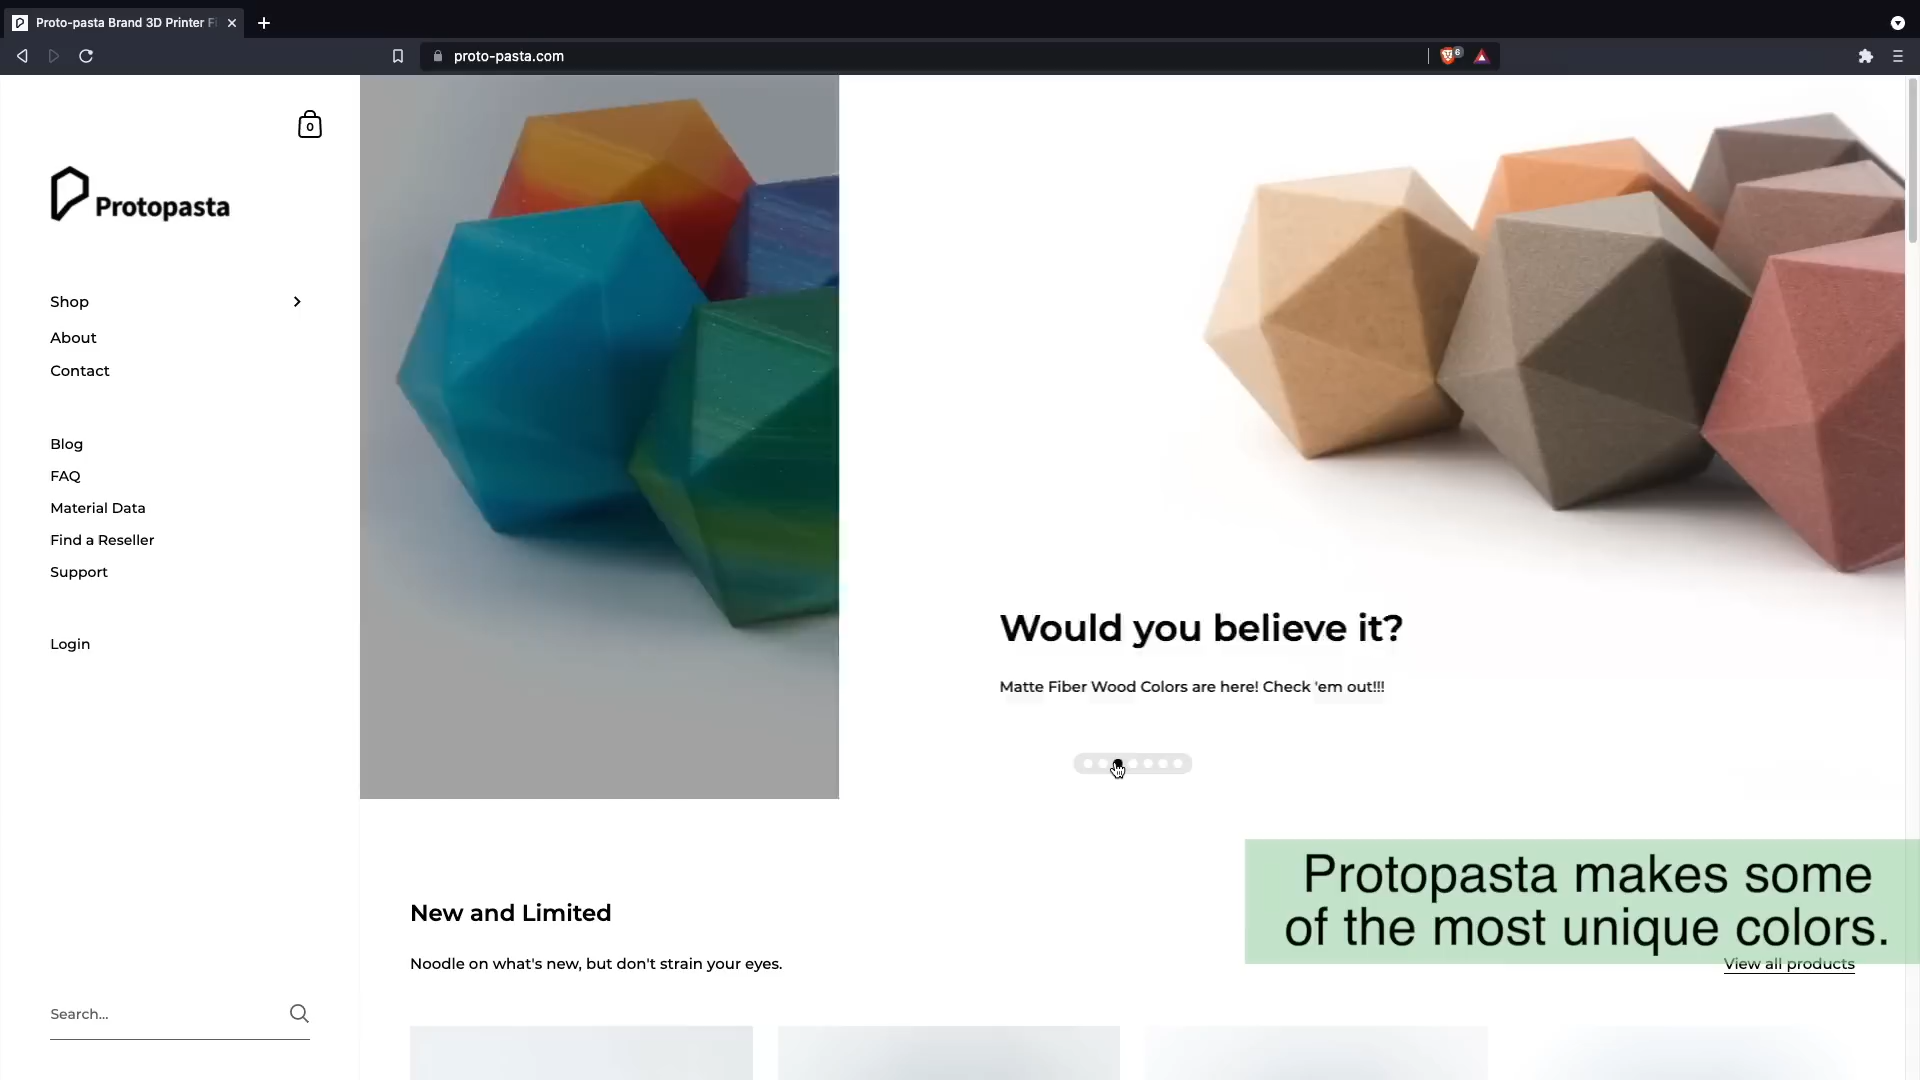 Proto-pasta Brand 3D Printer Fi
proto-pasta.com
6
0
Protopasta
Shop
About
Contact
Blog
FAQ
Material Data
Find a Reseller
Support
Login
Search...
Would you believe it?
Matte Fiber Wood Colors are here! Check 'em out!!!
New and Limited
Noodle on what's new, but don't strain your eyes.
View all products
Protopasta makes some
of the most unique colors.